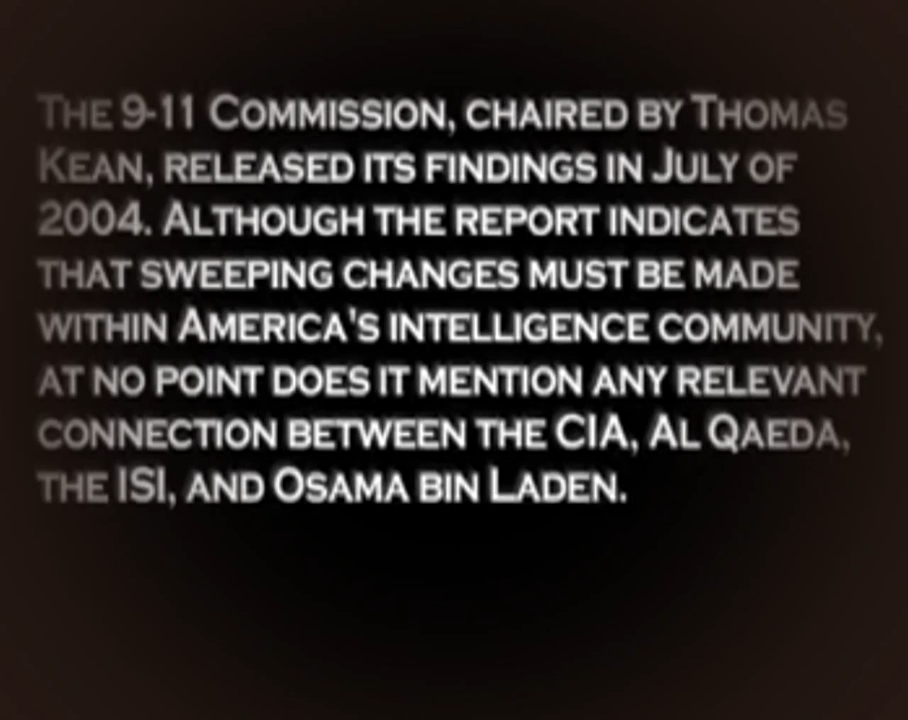 The 9-11 Commission, chaired by Thomas
Kean, released its findings in July of
2004. Although the report indicates
that sweeping changes must be made
within America's intelligence community,
at no point does it mention any relevant
connection between the CIA, Al Qaeda,
the ISI, and Osama bin Laden.